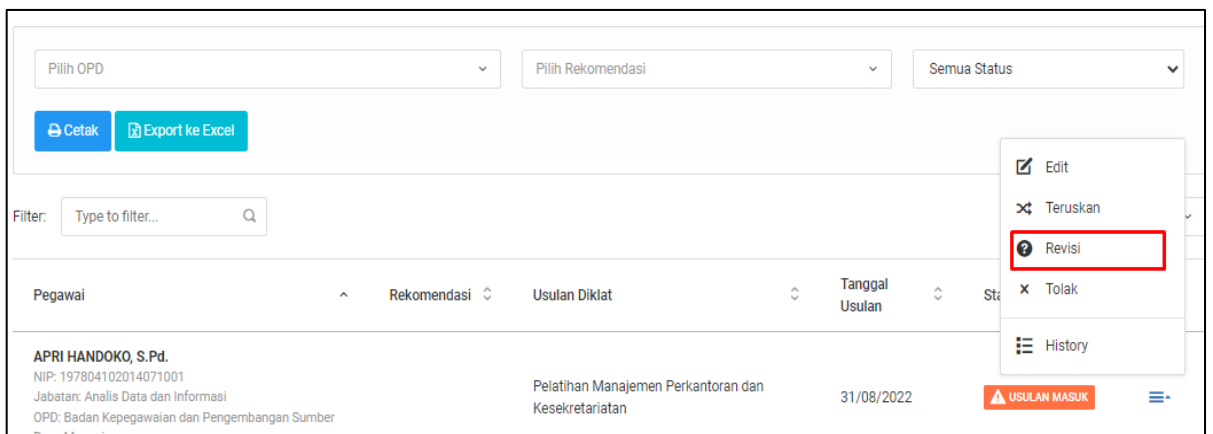 Pilih OPD
Pilih Rekomendasi
Semua Status
Cetak
Export ke Excel
Edit
Teruskan
Revisi
Tolak
History
Filter:
Type to filter...
Pegawai
Rekomendasi
Usulan Diklat
Tanggal
Usulan
APRI HANDOKO, S.Pd.
NIP: 197804102014071001
Jabatan: Analis Data dan Informasi
OPD: Badan Kepegawaian dan Pengembangan Sumber
Pelatihan Manajemen Perkantoran dan
Kesekretariatan
31/08/2022
USULAN MASUK